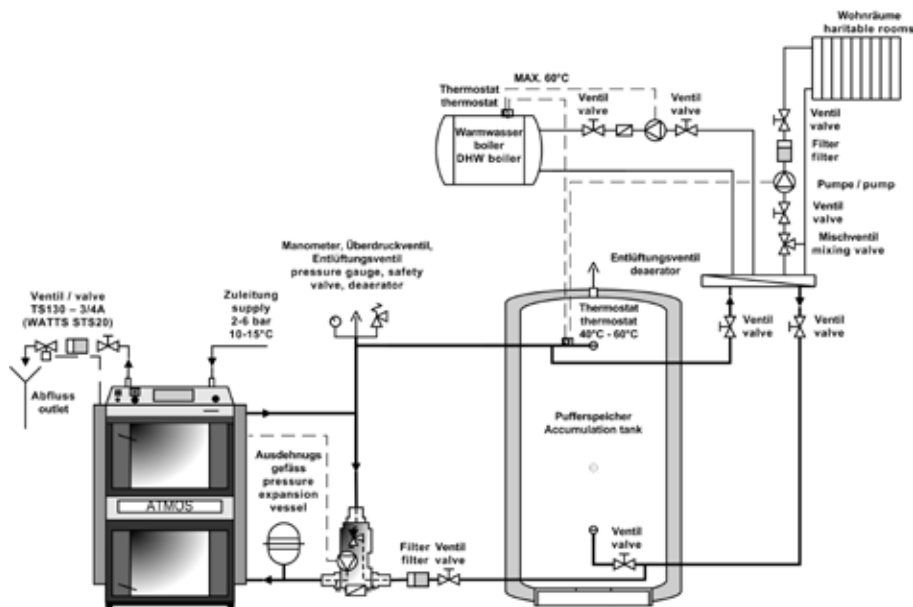 Wohnräume
haritable rooms
MAX. 60°C
Thermostat
thermostat
Ventil
valve
Ventil
valve
Warmwasser
boiler
DHW boiler
Ventil
valve
Filter
filter
Pumpe / pump
Ventil
valve
Mischventil
mixing valve
Manometer, Überdruckventil,
Entlüftungsventil
pressure gauge, safety
valve, deaerator
Entlüftungsventil
deaerator
Ventil / valve
TS130 – 3/4A
(WATTS STS20)
Zuleitung
supply
2-6 bar
10-15°C
Thermostat
thermostat
40°C - 60°C
Ventil
valve
Ventil
valve
Abfluss
outlet
Pufferspeicher
Accumulation tank
Ausdehnugs
gefäss
pressure
expansion
vessel
ATMOS
Ventil
valve
Filter
filter
Ventil
valve